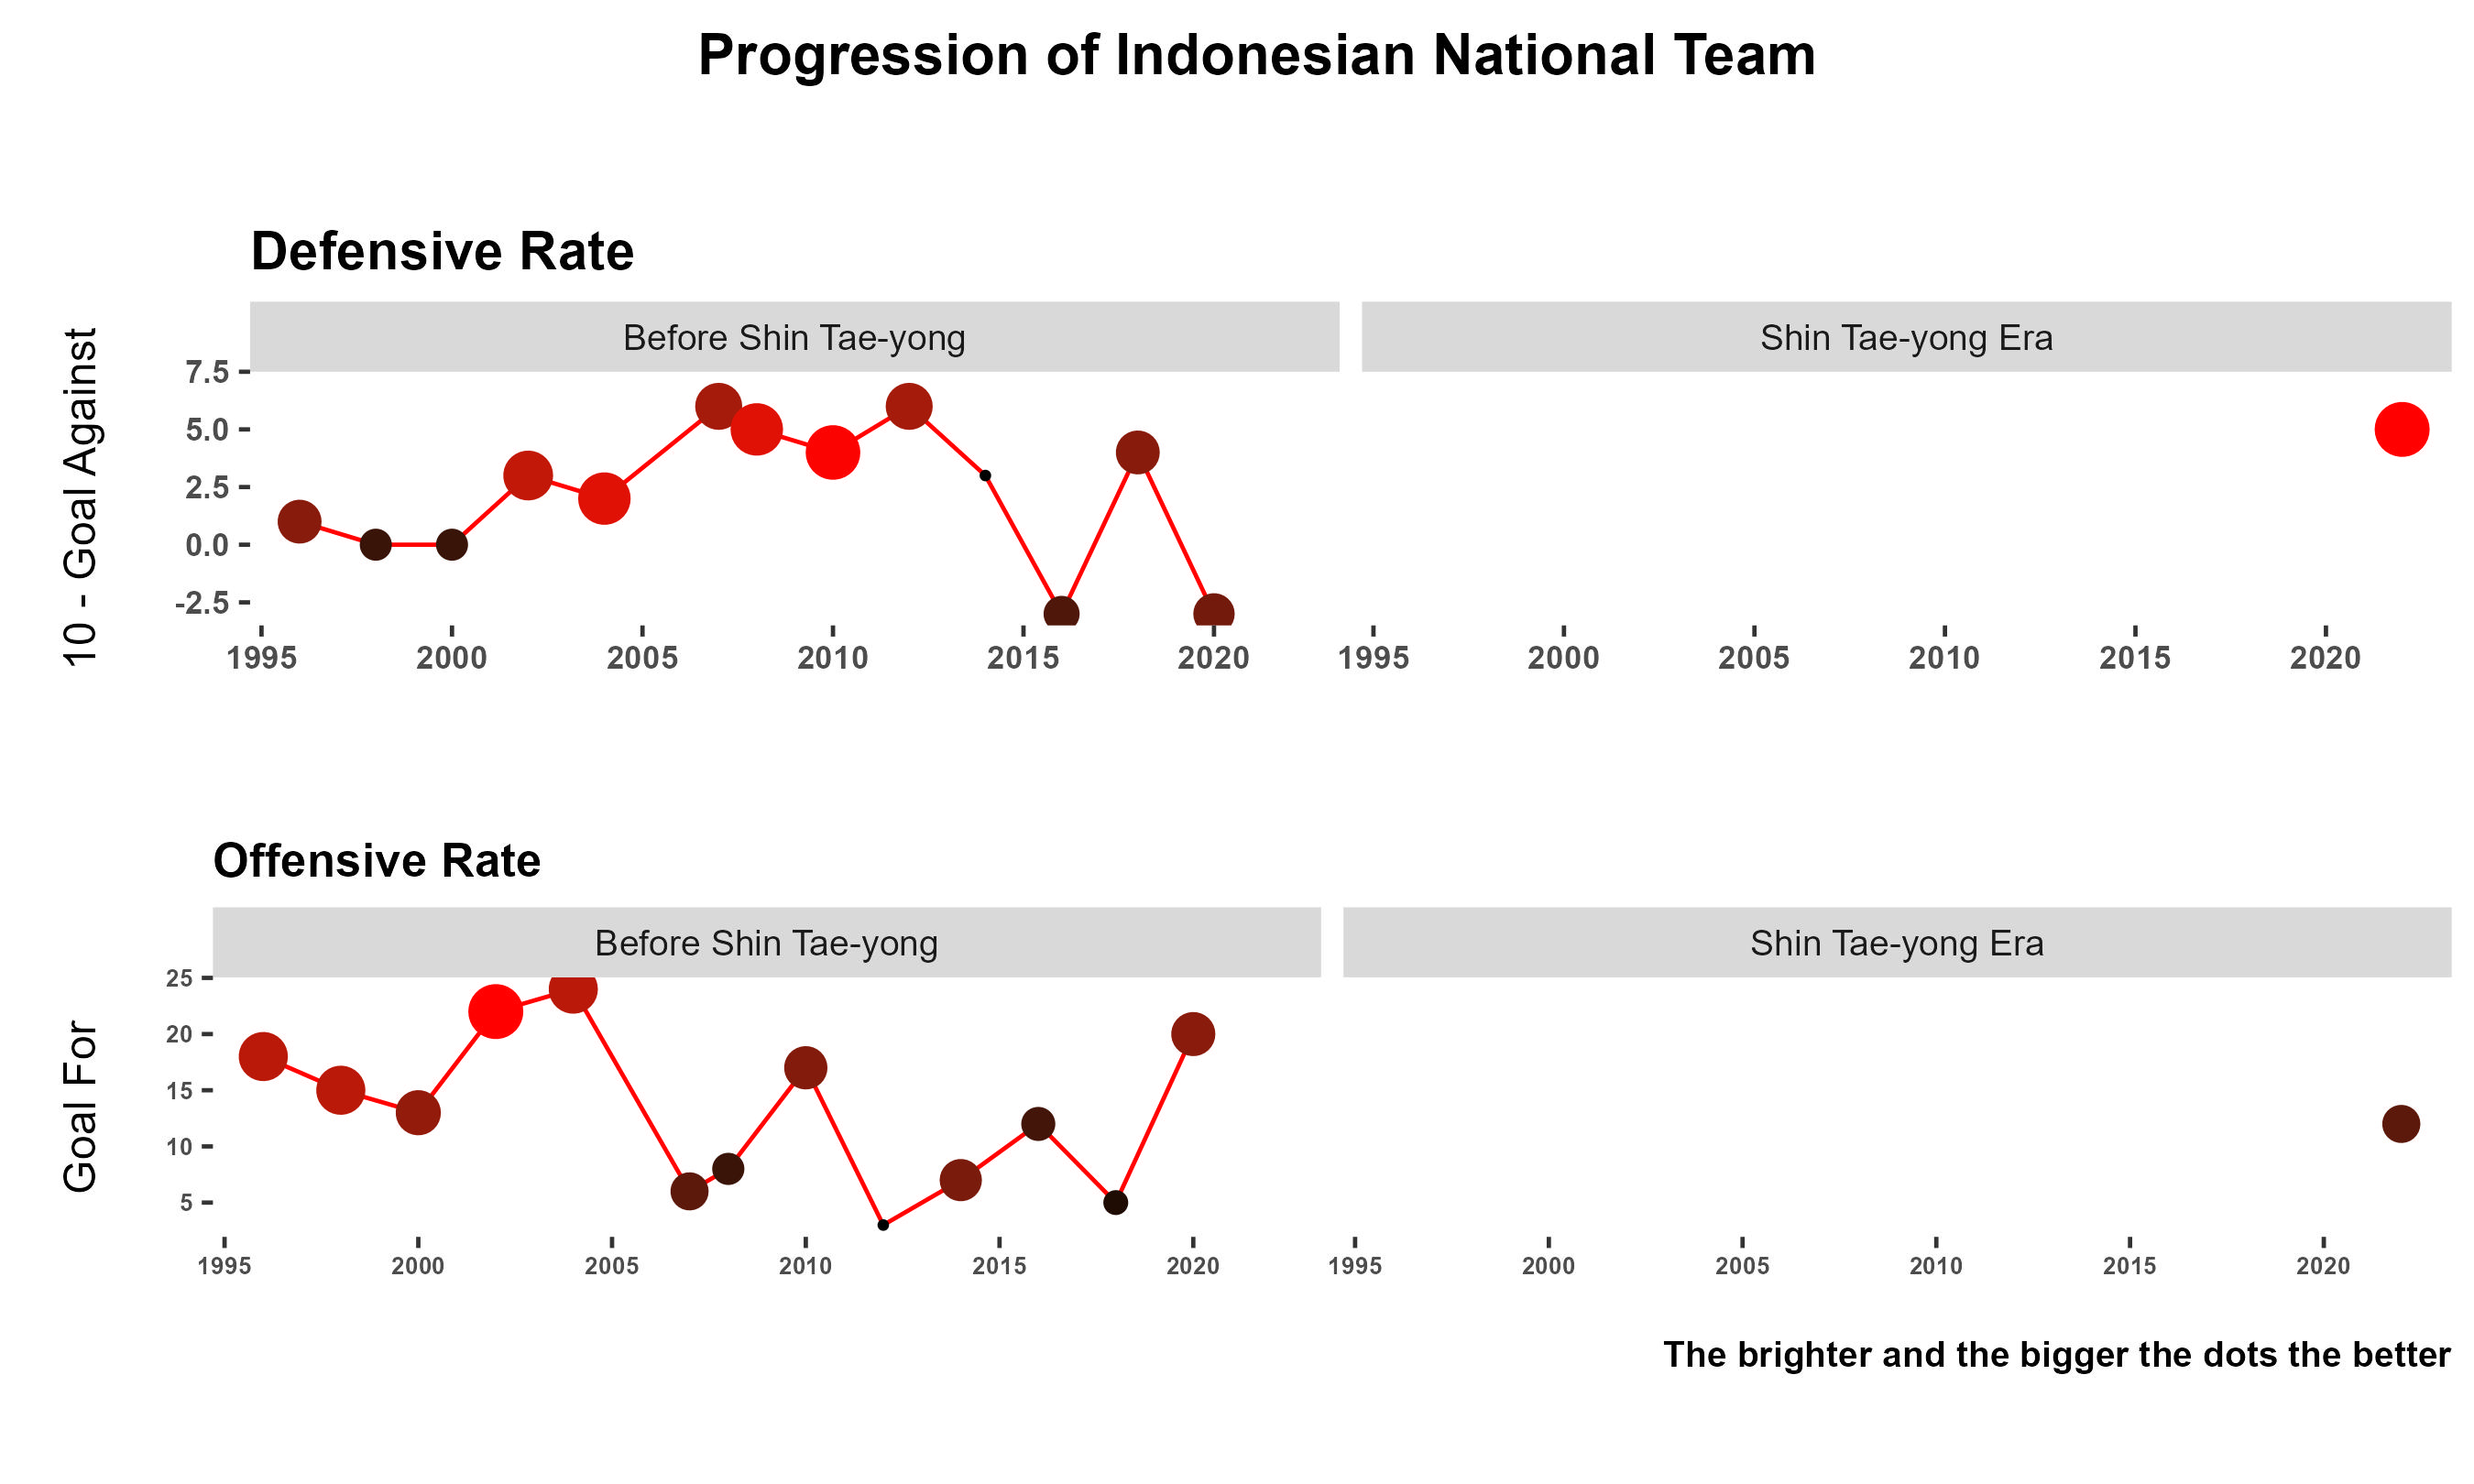 Progression of Indonesian National Team
Defensive Rate
Before Shin Tae-yong
Shin Tae-yong Era
10 - Goal Against
7.5
5.0
2.5
0.0
-2.5
1995 2000 2005 2010 2015 2020
1995 2000 2005 2010 2015 2020
Offensive Rate
Before Shin Tae-yong
Shin Tae-yong Era
Goal For
25
20
15
10
5
1995 2000 2005 2010 2015 2020
1995 2000 2005 2010 2015 2020
The brighter and the bigger the dots the better